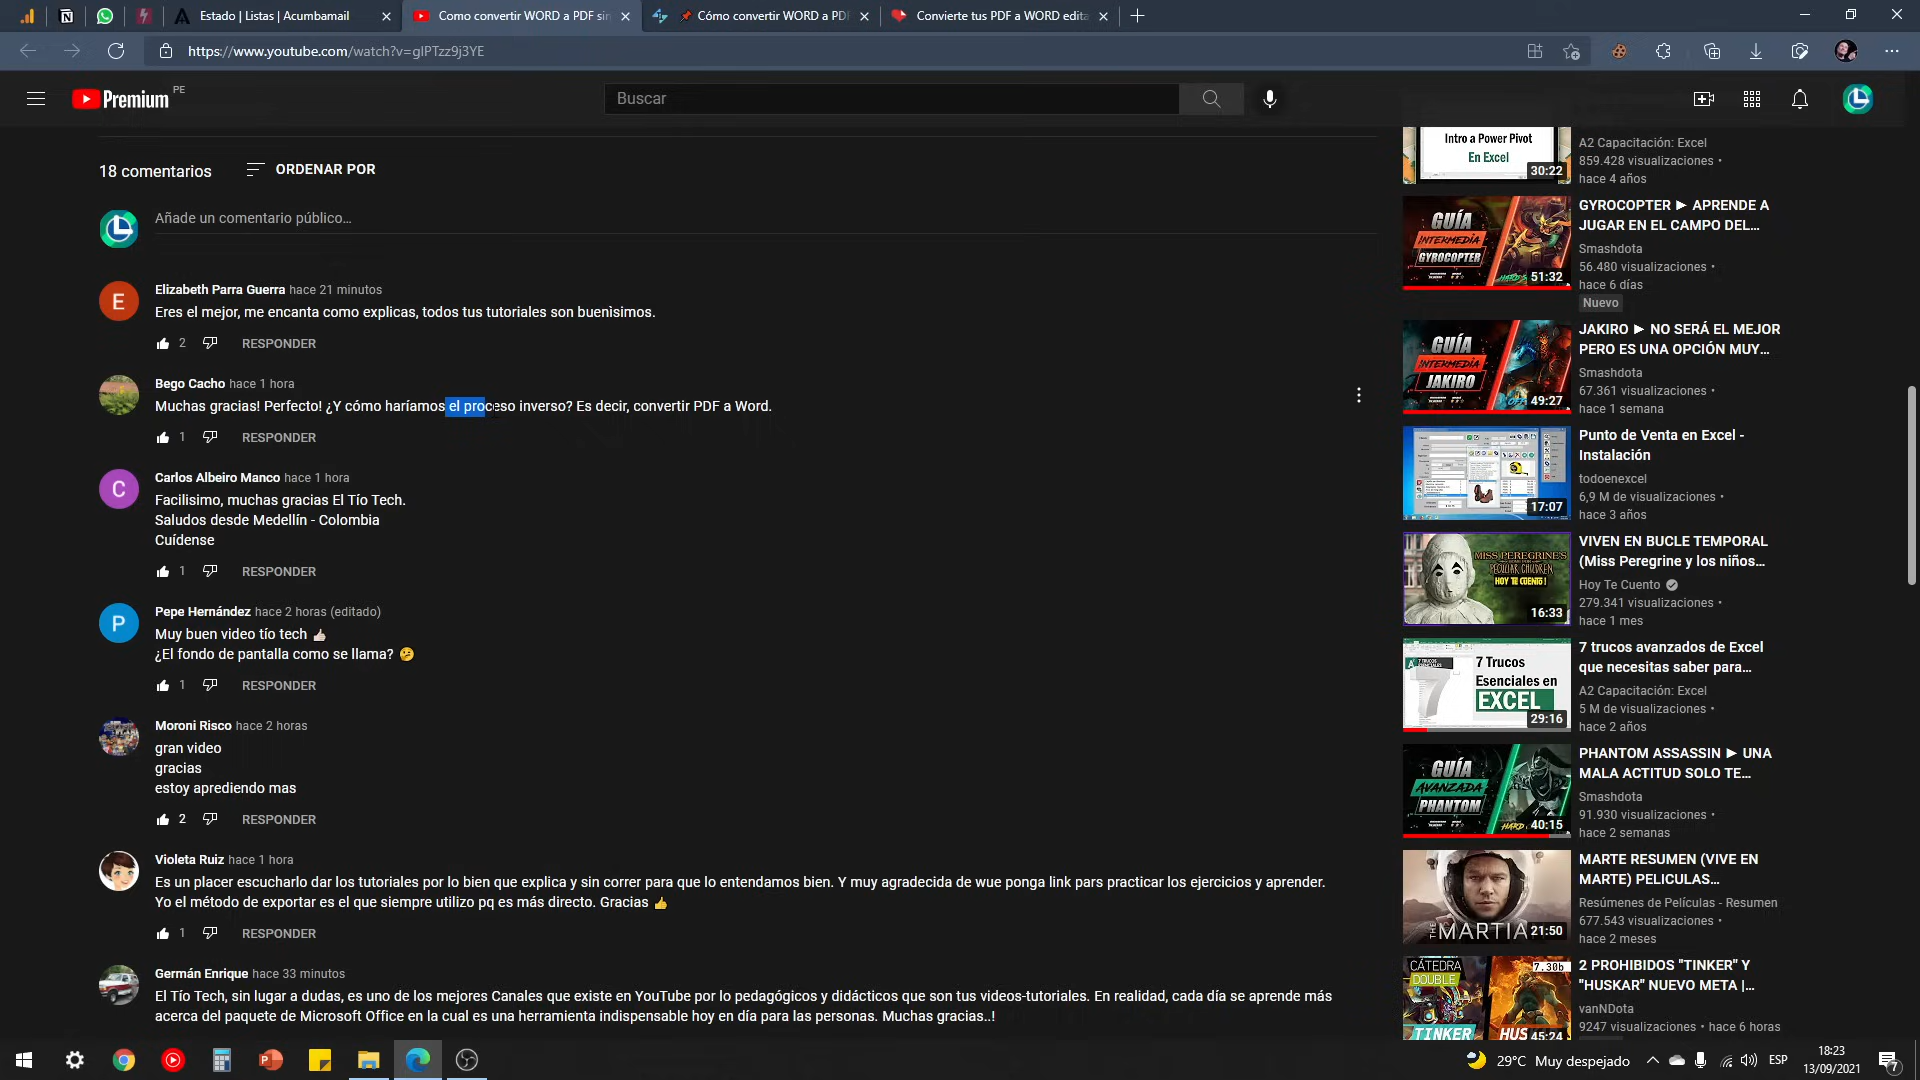 Estado | Listas | Acumbamail
Como convertir WORD a PDF sin
Cómo convertir WORD a PDF
Convierte tus PDF a WORD edita
https://www.youtube.com/watch?v=glPTzz9j3YE
Premium PE
Buscar
18 comentarios
ORDENAR POR
Añade un comentario público...
Elizabeth Parra Guerra hace 21 minutos
Eres el mejor, me encanta como explicas, todos tus tutoriales son buenìsimos.
2 RESPONDER
Bego Cacho hace 1 hora
Muchas gracias! Perfecto! ¿Y cómo haríamos el proceso inverso? Es decir, convertir PDF a Word.
1 RESPONDER
Carlos Albeiro Manco hace 1 hora
Facilisimo, muchas gracias El Tío Tech.
Saludos desde Medellín - Colombia
Cuídense
1 RESPONDER
Pepe Hernández hace 2 horas (editado)
Muy buen video tío tech 👍🏻
¿El fondo de pantalla como se llama? 🤔
1 RESPONDER
Moroni Risco hace 2 horas
gran video
gracias
estoy aprediendo mas
2 RESPONDER
Violeta Ruiz hace 1 hora
Es un placer escucharlo dar los tutoriales por lo bien que explica y sin correr para que lo entendamos bien. Y muy agradecida de wue ponga link pars practicar los ejercicios y aprender.
Yo el método de exportar es el que siempre utilizo pq es más directo. Gracias 👍
1 RESPONDER
Germán Enrique hace 33 minutos
El Tío Tech, sin lugar a dudas, es uno de los mejores Canales que existe en YouTube por lo pedagógicos y didácticos que son tus videos-tutoriales. En realidad, cada día se aprende más
acerca del paquete de Microsoft Office en la cual es una herramienta indispensable hoy en día para las personas. Muchas gracias..!
Intro a Power Pivot
En Excel
30:22
A2 Capacitación: Excel
859.428 visualizaciones •
hace 4 años
GUÍA
INTERMEDIA
GYROCOPTER
51:32
GYROCOPTER ► APRENDE A
JUGAR EN EL CAMPO DEL...
Smashdota
56.480 visualizaciones •
hace 6 días
Nuevo
GUÍA
INTERMEDIA
JAKIRO
49:27
JAKIRO ► NO SERÁ EL MEJOR
PERO ES UNA OPCIÓN MUY...
Smashdota
67.361 visualizaciones •
hace 1 semana
17:07
Punto de Venta en Excel -
Instalación
todoenexcel
6,9 M de visualizaciones •
hace 3 años
MISS PEREGRINE'S
PECULIAR CHILDREN
HOY TE CUENTO!
16:33
VIVEN EN BUCLE TEMPORAL
(Miss Peregrine y los niños...
Hoy Te Cuento
279.341 visualizaciones •
hace 1 mes
7 Trucos
Esenciales en
EXCEL
29:16
7 trucos avanzados de Excel
que necesitas saber para...
A2 Capacitación: Excel
5 M de visualizaciones •
hace 2 años
GUÍA
AVANZADA
PHANTOM
HARD
40:15
PHANTOM ASSASSIN ► UNA
MALA ACTITUD SOLO TE...
Smashdota
91.930 visualizaciones •
hace 2 semanas
THE MARTIA
21:50
MARTE RESUMEN (VIVE EN
MARTE) PELICULAS...
Resúmenes de Películas - Resumen
677.543 visualizaciones •
hace 2 meses
CÁTEDRA
DOUBLE
7.30b
TINKER
HUS
45:24
2 PROHIBIDOS "TINKER" Y
"HUSKAR" NUEVO META |...
vanNDota
9247 visualizaciones • hace 6 horas
29°C Muy despejado
ESP
18:23
13/09/2021
7